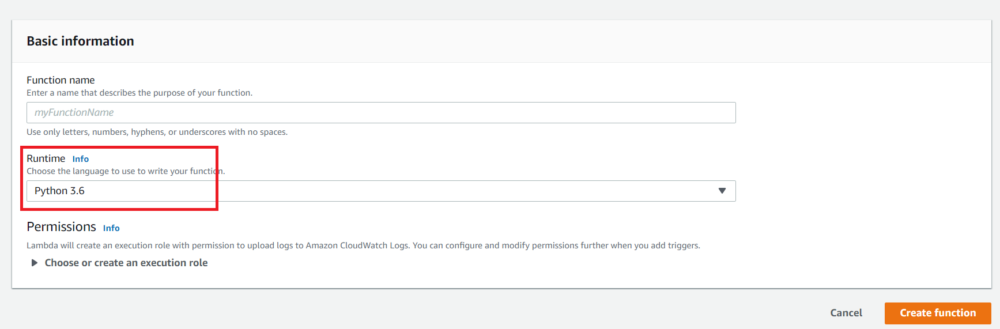 Basic information
Function name
Enter a name that describes the purpose of your function.
myFunctionName
Use only letters, numbers, hyphens, or underscores with no spaces.
Runtime Info
Choose the language to use to write your function.
Python 3.6
Permissions Info
Lambda will create an execution role with permission to upload logs to Amazon CloudWatch Logs. You can configure and modify permissions further when you add triggers.
Choose or create an execution role
Cancel Create function